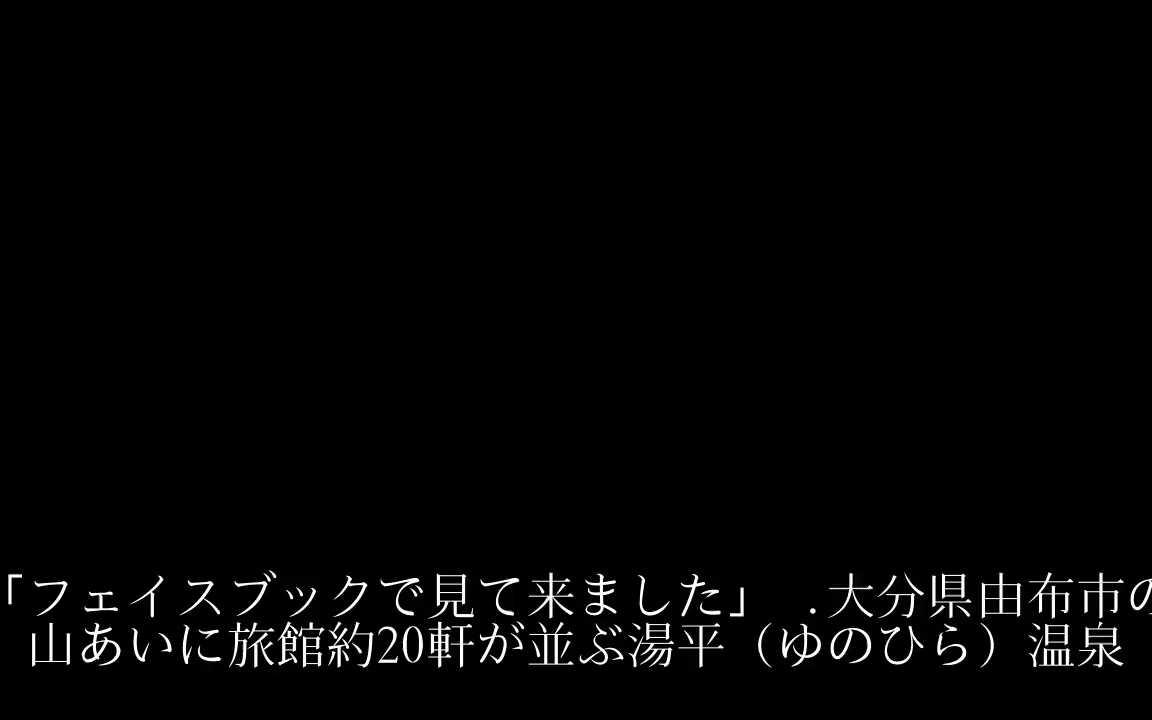 「フェイスブックで見て来ました」　.大分県由布市の
山あいに旅館約20軒が並ぶ湯平（ゆのひら）温泉